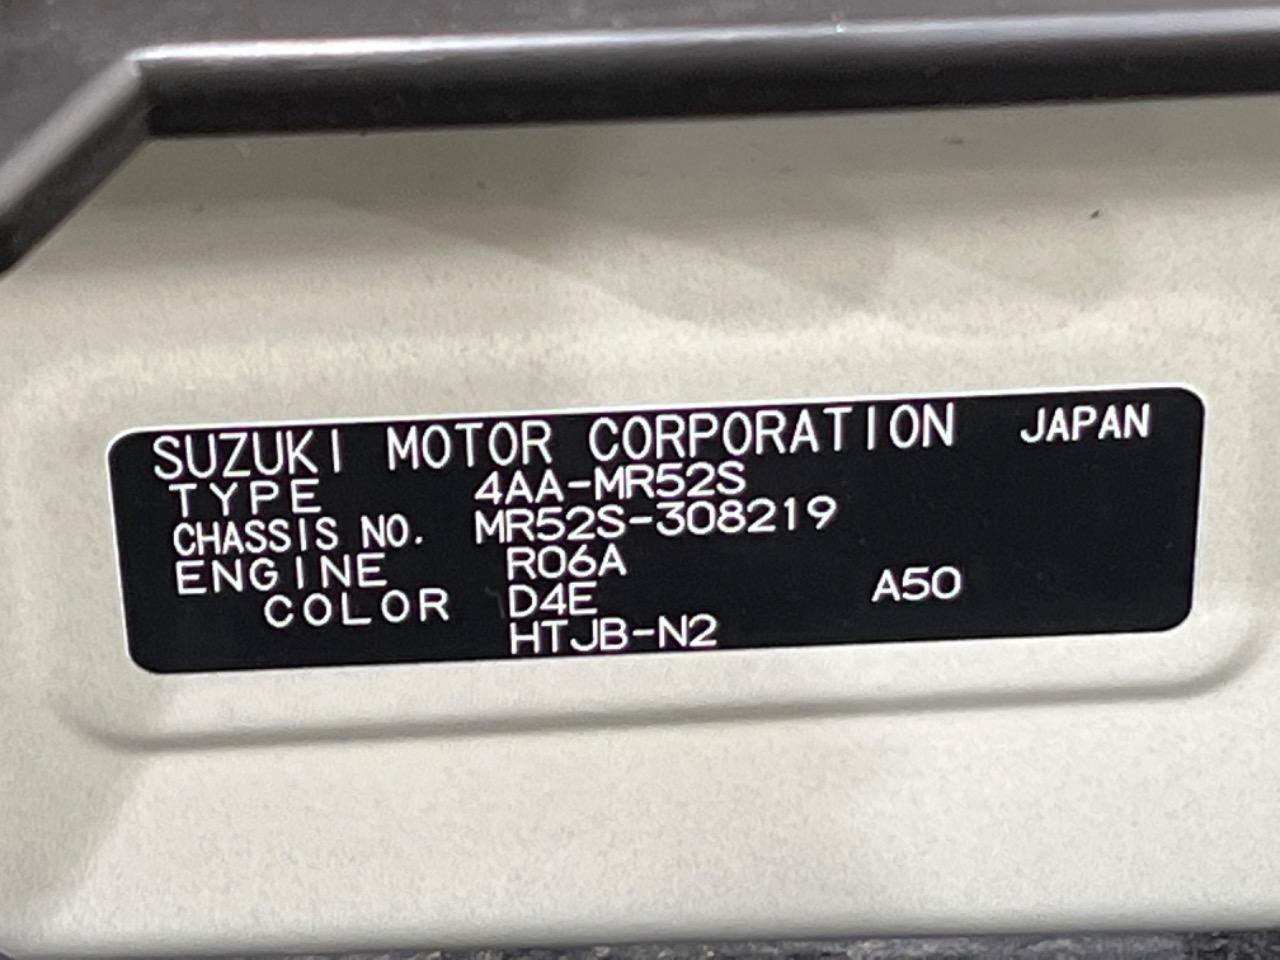 SUZUKI MOTOR CORPORATION JAPAN
TYPE 4AA-MR52S
CHASSIS NO. MR52S-308219
ENGINE R06A
COLOR D4E A50
HTJB-N2